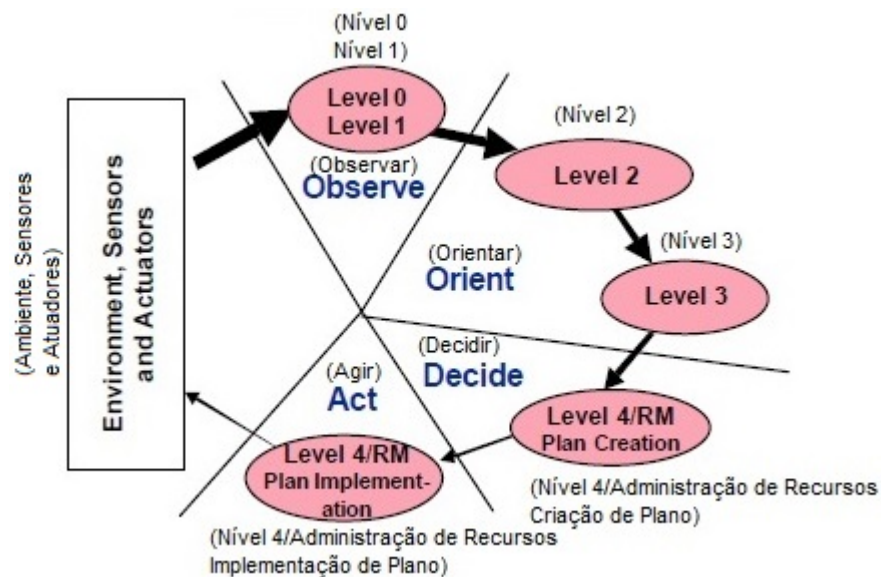 (Nível 0
Nível 1)
Level 0
Level 1
(Observar)
Observe
(Nível 2)
Level 2
(Nível 3)
Level 3
(Orientar)
Orient
(Decidir)
Decide
Level 4/RM
Plan Creation
(Nível 4/Administração de Recursos
Criação de Plano)
(Agir)
Act
Level 4/RM
Plan Implement-
ation
(Nível 4/Administração de Recursos
Implementação de Plano)
(Ambiente, Sensores
e Atuadores)
Environment, Sensors
and Actuators